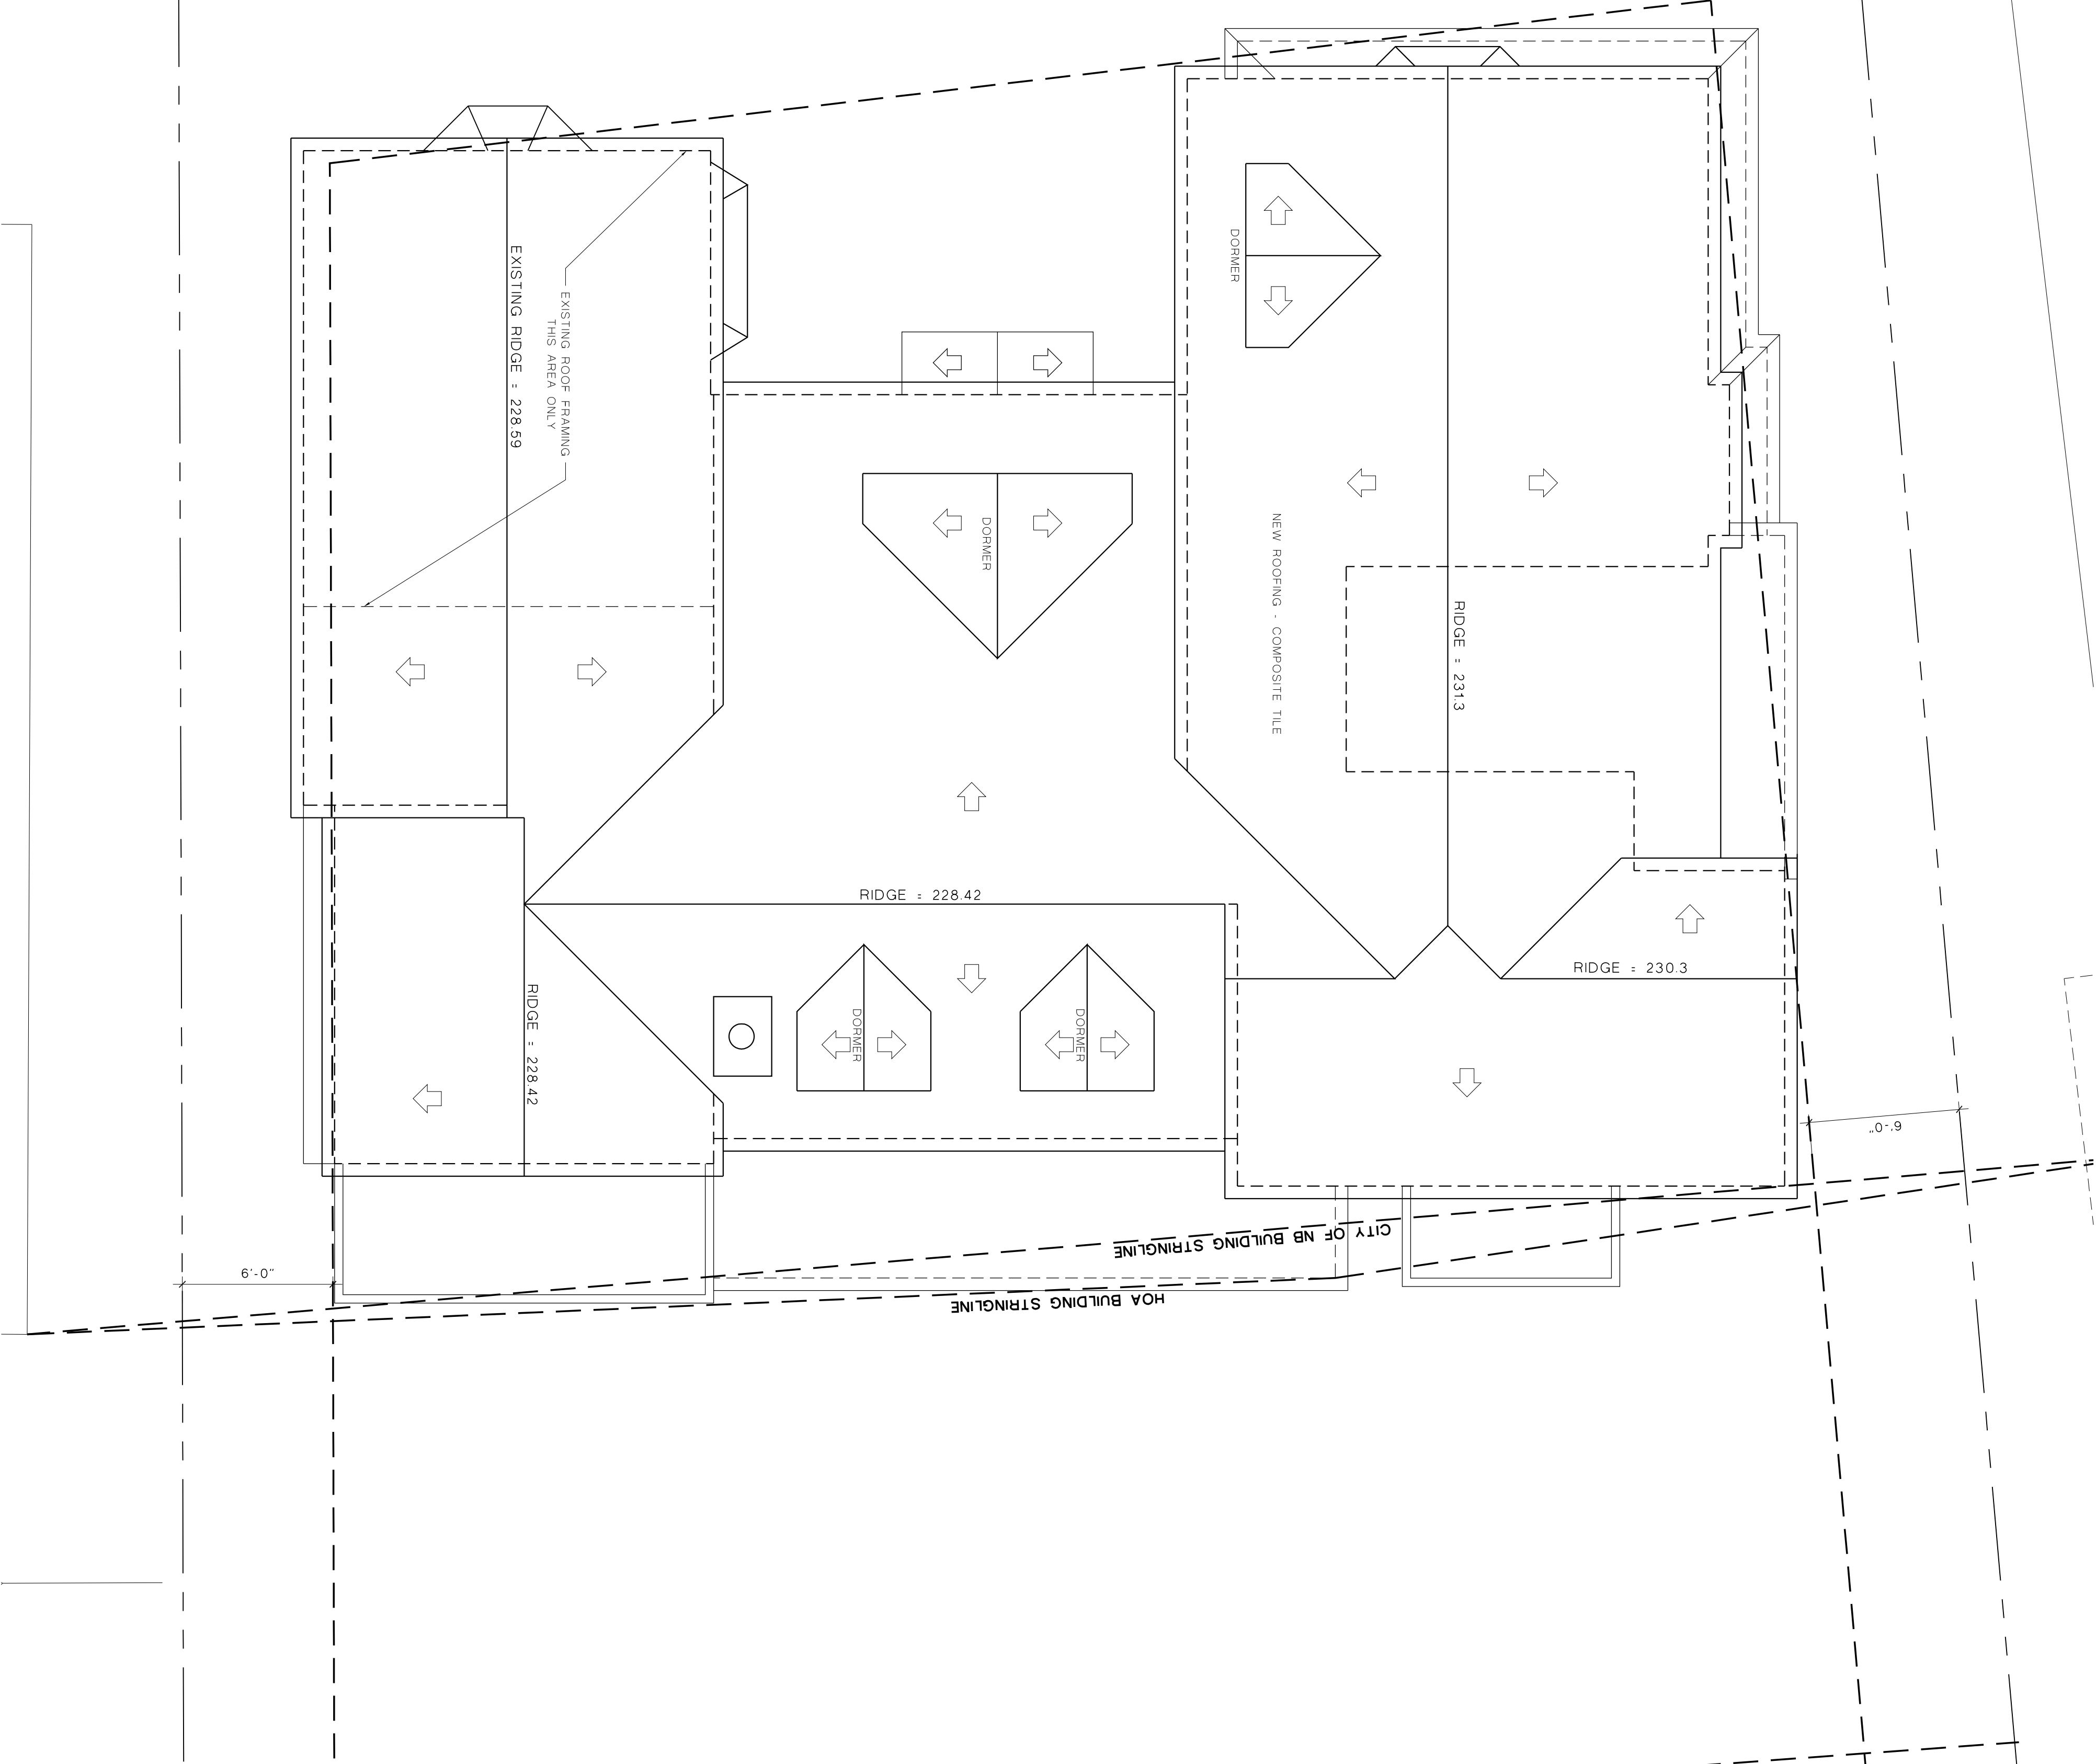 DORMER
EXISTING RIDGE = 228.59
EXISTING ROOF FRAMING
THIS AREA ONLY
DORMER
NEW ROOFING - COMPOSITE TILE
RIDGE = 231.3
RIDGE = 228.42
RIDGE = 230.3
RIDGE = 228.42
DORMER
DORMER
6'-0"
CITY OF NB BUILDING STRINGLINE
6'-0"
HOA BUILDING STRINGLINE